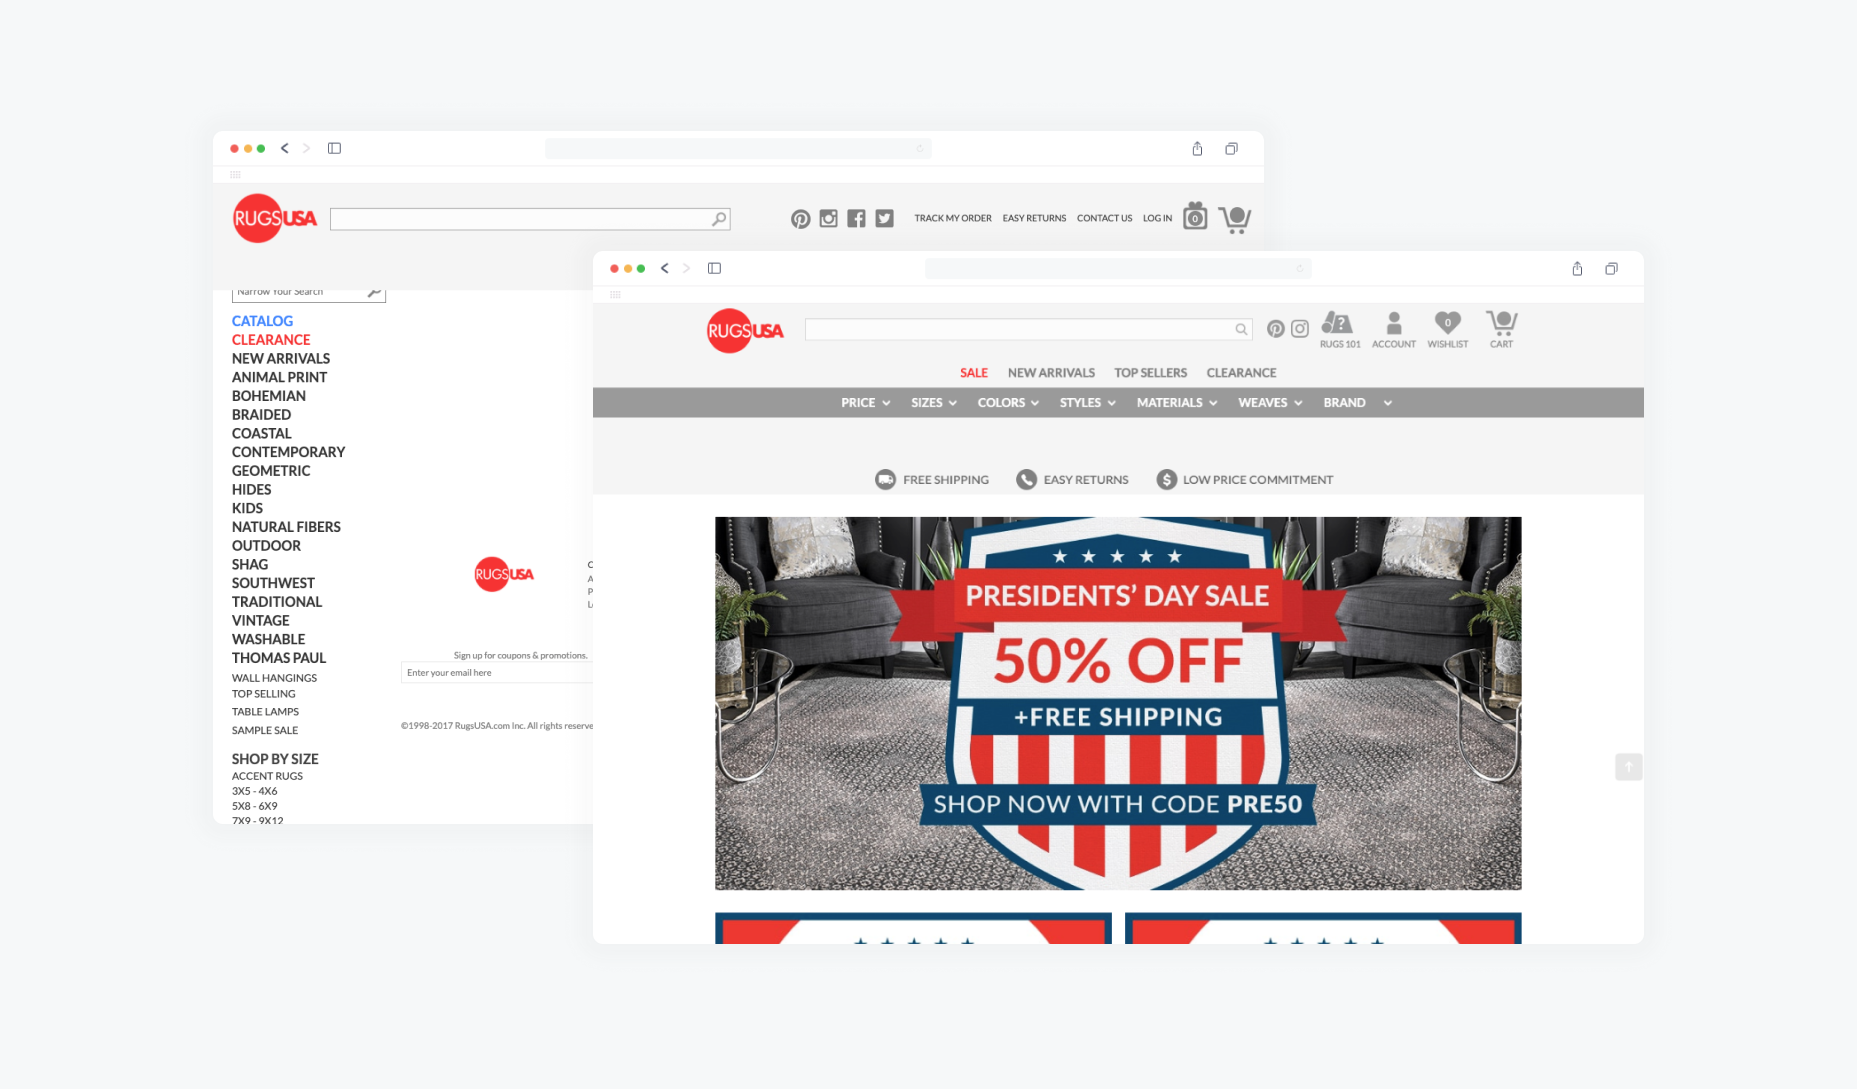 RUGSUSA
TRACK MY ORDER EASY RETURNS CONTACT US LOG IN 0
Narrow Your Search
CATALOG
CLEARANCE
NEW ARRIVALS
ANIMAL PRINT
BOHEMIAN
BRAIDED
COASTAL
CONTEMPORARY
GEOMETRIC
HIDES
KIDS
NATURAL FIBERS
OUTDOOR
SHAG
SOUTHWEST
TRADITIONAL
VINTAGE
WASHABLE
THOMAS PAUL
WALL HANGINGS
TOP SELLING
TABLE LAMPS
SAMPLE SALE
SHOP BY SIZE
ACCENT RUGS
3X5 - 4X6
5X8 - 6X9
7X9 - 9X12
RUGSUSA
Sign up for coupons & promotions.
Enter your email here
©1998-2017 RugsUSA.com Inc. All rights reserve
RUGSUSA
? 0
RUGS 101 ACCOUNT WISHLIST CART
SALE NEW ARRIVALS TOP SELLERS CLEARANCE
PRICE SIZES COLORS STYLES MATERIALS WEAVES BRAND
FREE SHIPPING EASY RETURNS $ LOW PRICE COMMITMENT
PRESIDENTS' DAY SALE
50% OFF
+FREE SHIPPING
SHOP NOW WITH CODE PRE50